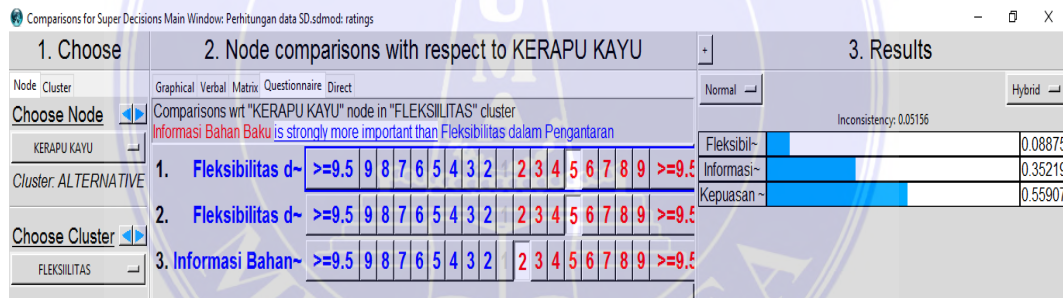 Comparisons for Super Decisions Main Window: Perhitungan data SD.sdmod: ratings
1. Choose
Node Cluster
Choose Node
KERAPU KAYU
Cluster: ALTERNATIVE
Choose Cluster
FLEKSIILITAS
2. Node comparisons with respect to KERAPU KAYU
Graphical Verbal Matrix Questionnaire Direct
Comparisons wrt "KERAPU KAYU" node in "FLEKSIILITAS" cluster
Informasi Bahan Baku is strongly more important than Fleksibilitas dalam Pengantaran
1. Fleksibilitas d~ >=9.5 9 8 7 6 5 4 3 2 2 3 4 5 6 7 8 9 >=9.5
2. Fleksibilitas d~ >=9.5 9 8 7 6 5 4 3 2 2 3 4 5 6 7 8 9 >=9.5
3. Informasi Bahan~ >=9.5 9 8 7 6 5 4 3 2 2 3 4 5 6 7 8 9 >=9.5
+ 3. Results
Normal Hybrid
Inconsistency: 0.05156
Fleksibil~ 0.08875
Informasi~ 0.35219
Kepuasan ~ 0.55907